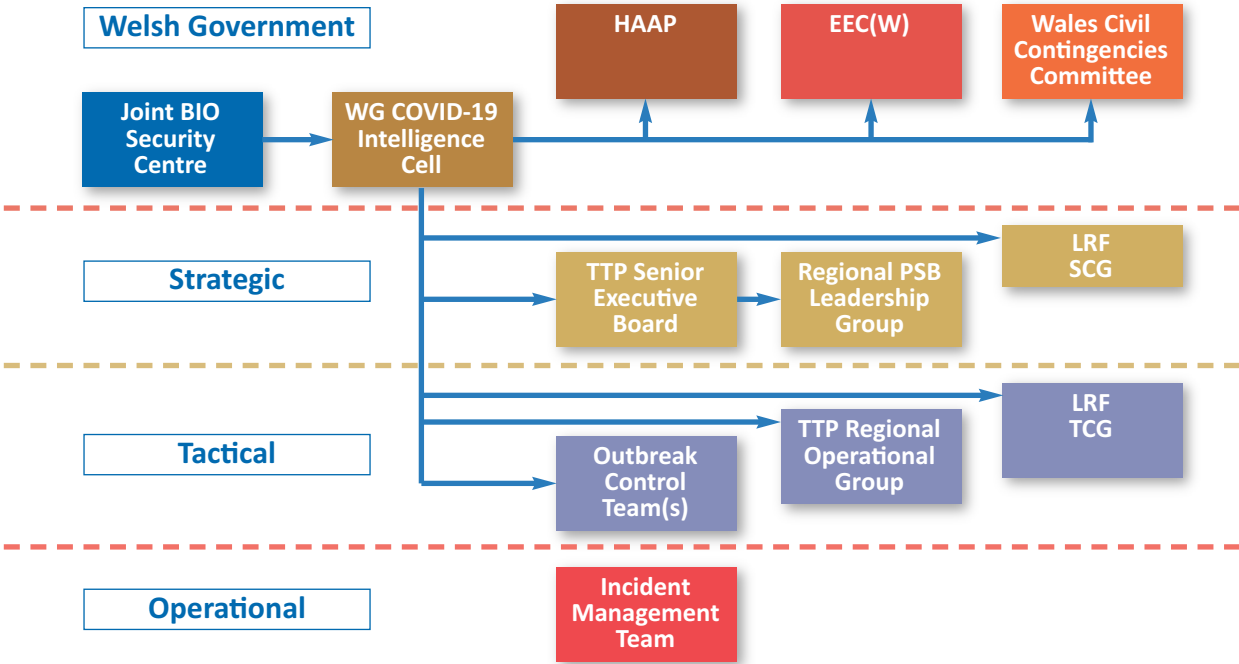 Welsh Government
HAAP
EEC(W)
Wales Civil
Contingencies
Committee
Joint BIO
Security
Centre
WG COVID-19
Intelligence
Cell
Strategic
TTP Senior
Executive
Board
Regional PSB
Leadership
Group
LRF
SCG
Tactical
Outbreak
Control
Team(s)
TTP Regional
Operational
Group
LRF
TCG
Operational
Incident
Management
Team